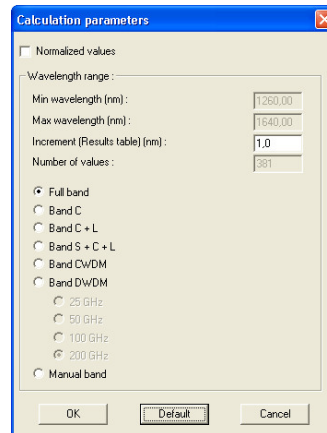 Calculation parameters
Normalized values
Wavelength range :
Min wavelength (nm) : 1260,00
Max wavelength (nm) : 1640,00
Increment (Results table) (nm) : 1,0
Number of values : 381
Full band
Band C
Band C + L
Band S + C + L
Band CWDM
Band DWDM
25 GHz
50 GHz
100 GHz
200 GHz
Manual band
OK Default Cancel